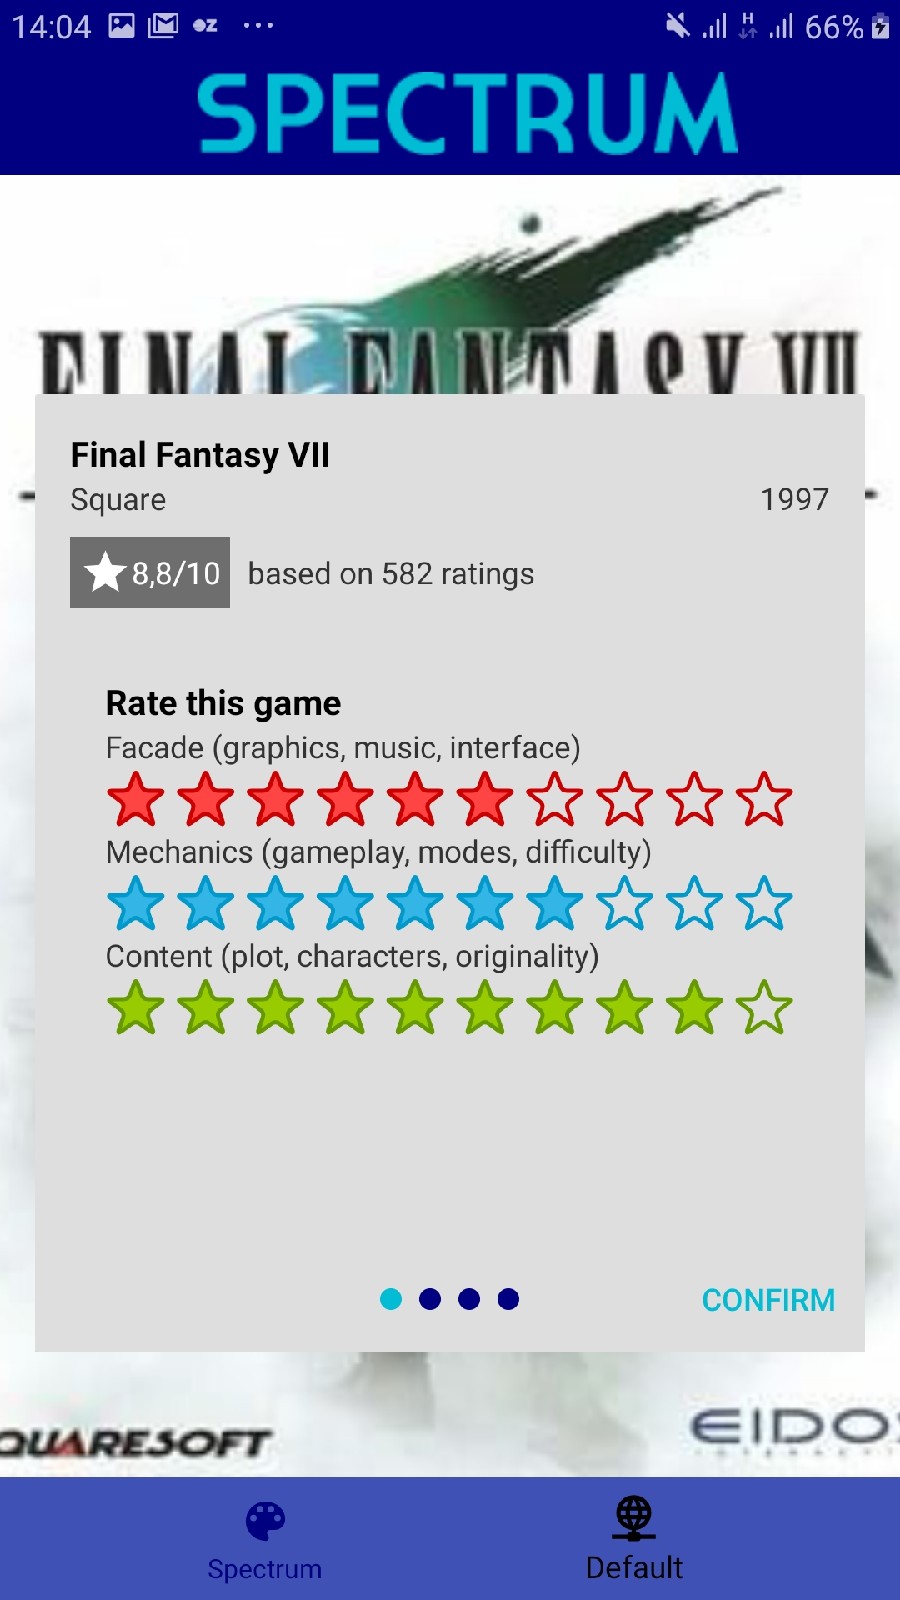 14:04
H
66%
SPECTRUM
FINAL FANTASY VII
Final Fantasy VII
Square
1997
8,8/10
based on 582 ratings
Rate this game
Facade (graphics, music, interface)
Mechanics (gameplay, modes, difficulty)
Content (plot, characters, originality)
CONFIRM
QUARESOFT
EIDOS
Spectrum
Default